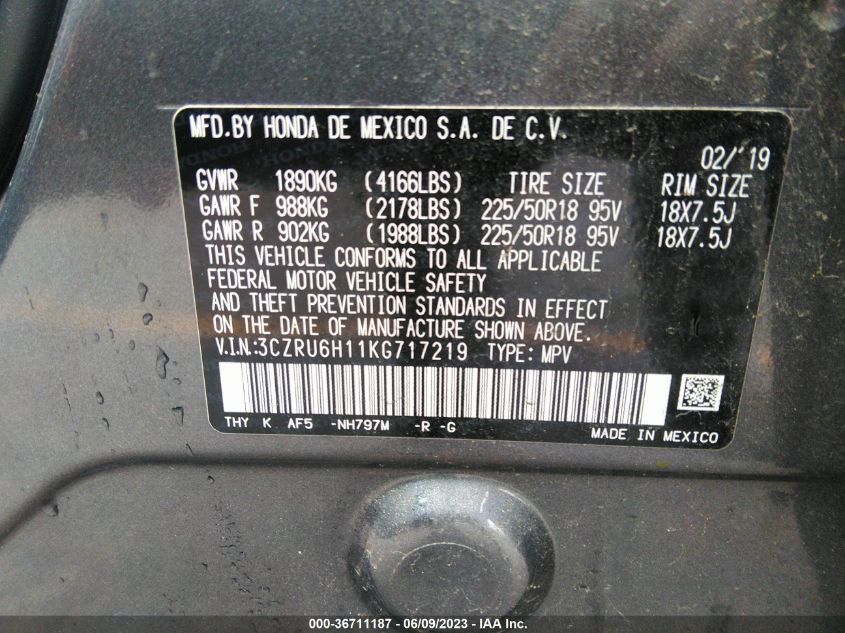 MFD.BY HONDA DE MEXICO S.A. DE C.V.
02/'19
GVWR 1890KG (4166LBS) TIRE SIZE RIM SIZE
GAWR F 988KG (2178LBS) 225/50R18 95V 18X7.5J
GAWR R 902KG (1988LBS) 225/50R18 95V 18X7.5J
THIS VEHICLE CONFORMS TO ALL APPLICABLE
FEDERAL MOTOR VEHICLE SAFETY
AND THEFT PREVENTION STANDARDS IN EFFECT
ON THE DATE OF MANUFACTURE SHOWN ABOVE.
V.I.N:3CZRU6H11KG717219 TYPE: MPV
THY K AF5 -NH797M -R -G
MADE IN MEXICO
000-36711187 - 06/09/2023 - IAA Inc.